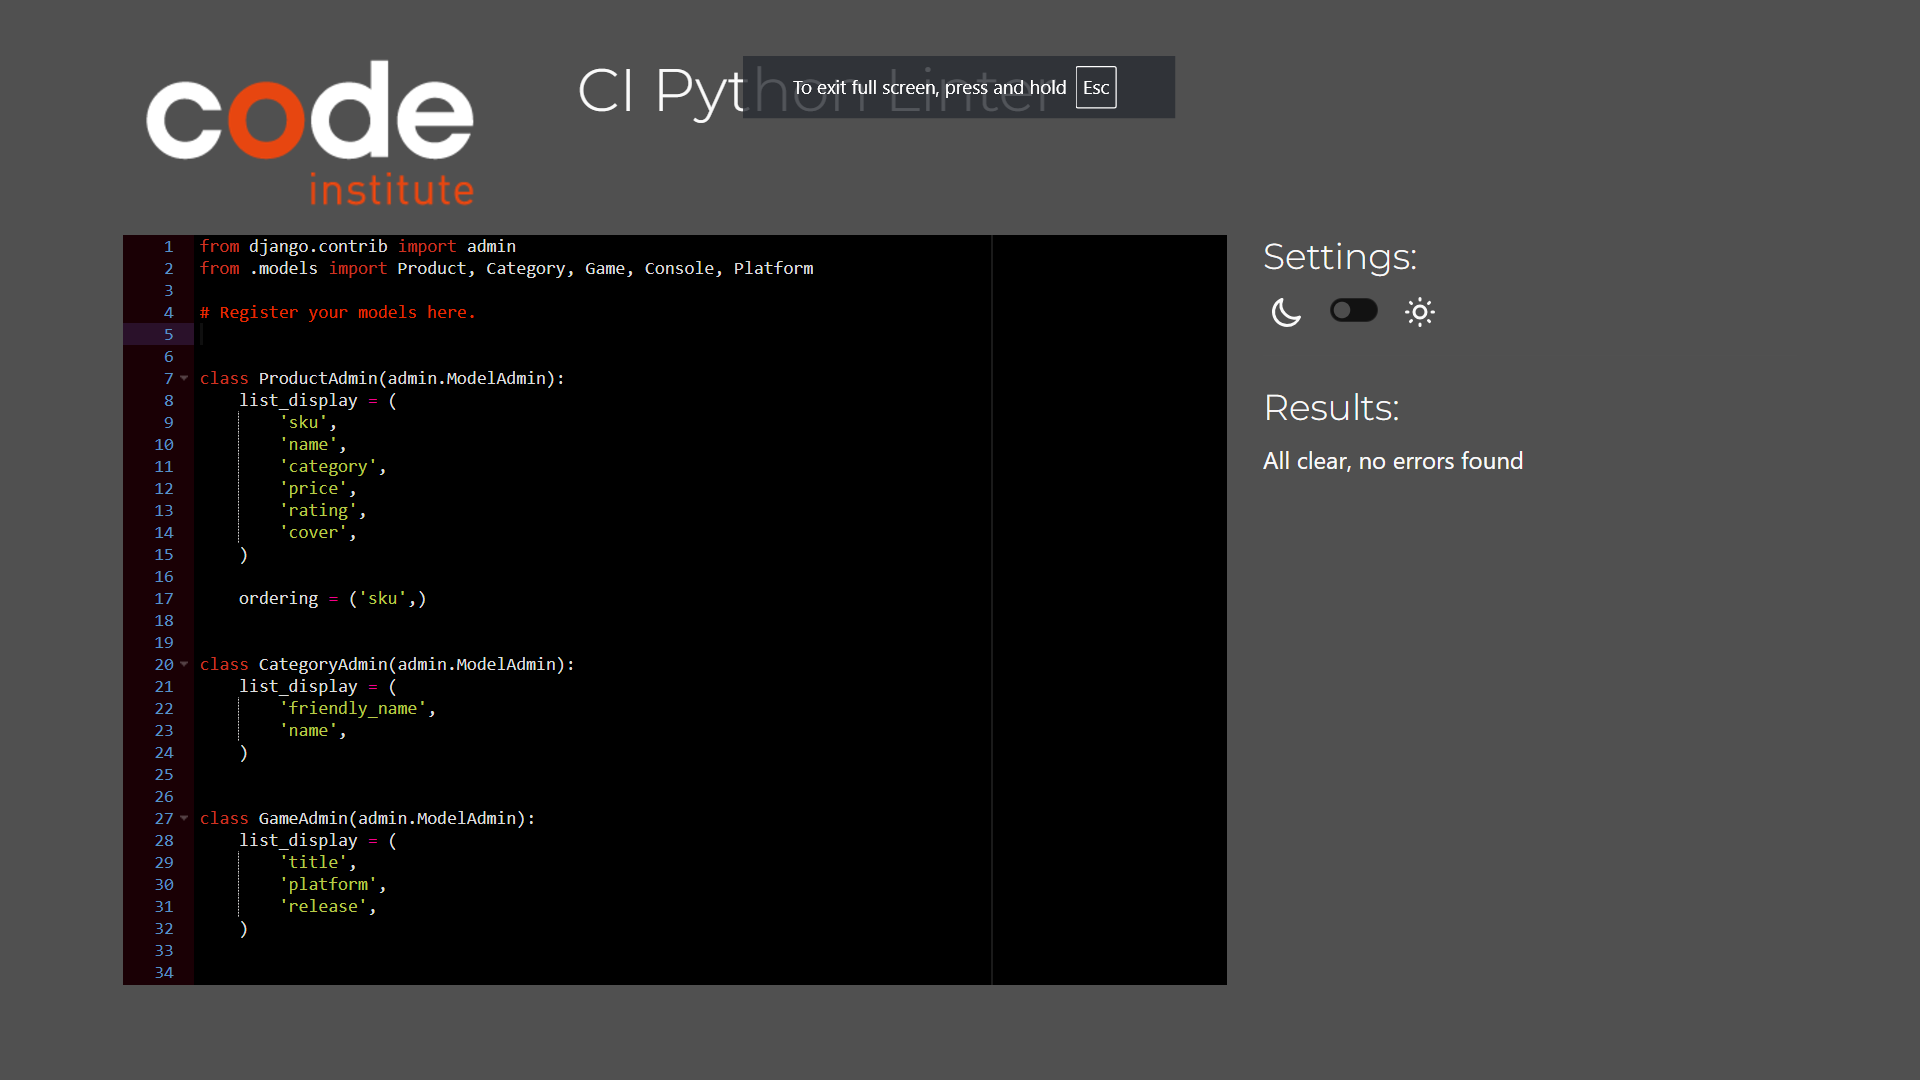 code
institute
CI Python Linter
To exit full screen, press and hold Esc
1 from django.contrib import admin
2 from .models import Product, Category, Game, Console, Platform
3
4 # Register your models here.
5
6
7 class ProductAdmin(admin.ModelAdmin):
8     list_display = (
9         'sku',
10         'name',
11         'category',
12         'price',
13         'rating',
14         'cover',
15     )
16
17     ordering = ('sku',)
18
19
20 class CategoryAdmin(admin.ModelAdmin):
21     list_display = (
22         'friendly_name',
23         'name',
24     )
25
26
27 class GameAdmin(admin.ModelAdmin):
28     list_display = (
29         'title',
30         'platform',
31         'release',
32     )
33
34
Settings:
Results:
All clear, no errors found